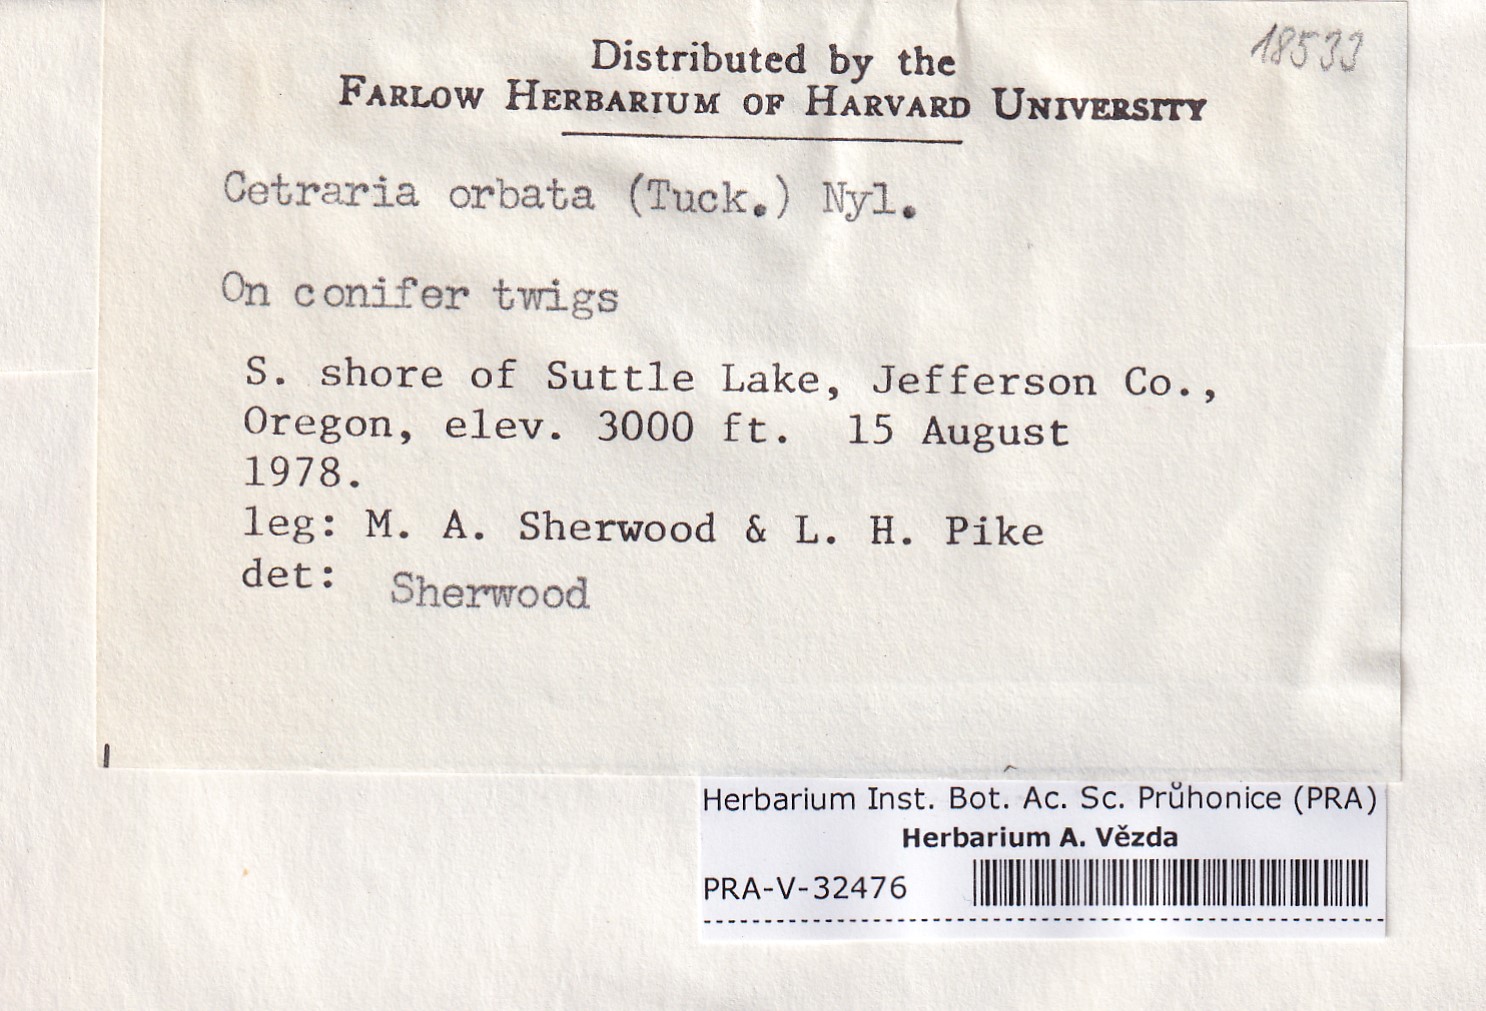 18533
Distributed by the
FARLOW HERBARIUM OF HARVARD UNIVERSITY
Cetraria orbata (Tuck.) Nyl.
On conifer twigs
S. shore of Suttle Lake, Jefferson Co.,
Oregon, elev. 3000 ft. 15 August
1978.
leg: M. A. Sherwood & L. H. Pike
det: Sherwood
Herbarium Inst. Bot. Ac. Sc. Průhonice (PRA)
Herbarium A. Vězda
PRA-V-32476